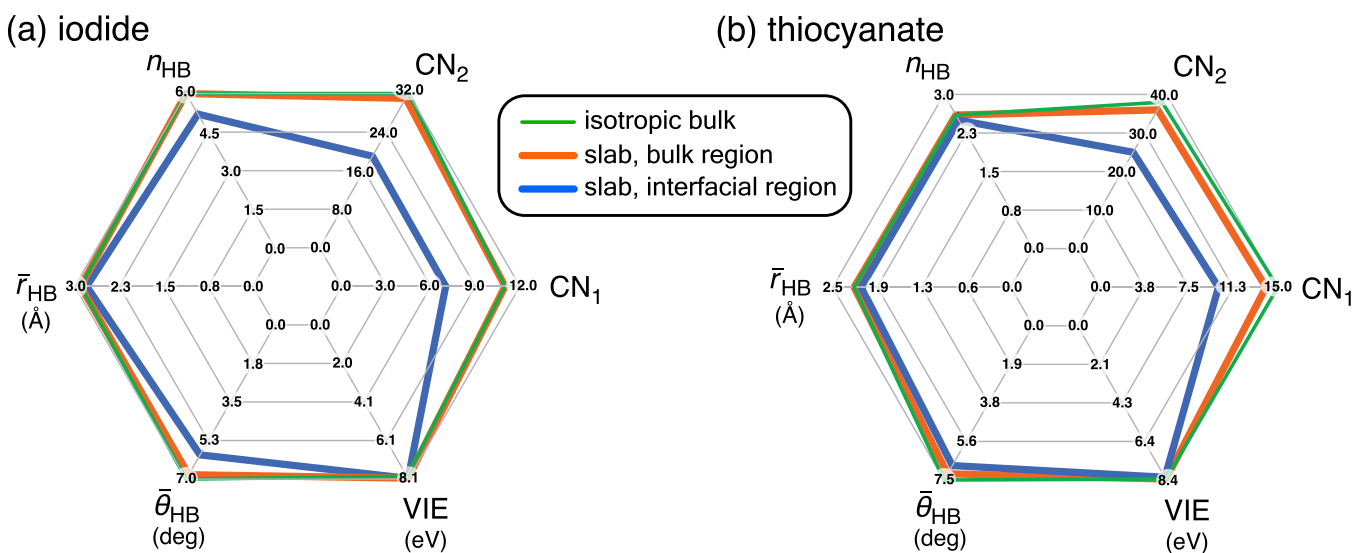 (a) iodide
(b) thiocyanate
nHB
CN2
6.0
32.0
4.5
24.0
3.0
16.0
1.5
8.0
0.0
0.0
r̄HB
(Å)
3.0
2.3
1.5
0.8
0.0
0.0
3.0
6.0
9.0
12.0
CN1
0.0
0.0
1.8
2.0
3.5
4.1
5.3
6.1
7.0
8.1
θ̄HB
(deg)
VIE
(eV)
isotropic bulk
slab, bulk region
slab, interfacial region
nHB
CN2
3.0
40.0
2.3
30.0
1.5
20.0
0.8
10.0
0.0
0.0
r̄HB
(Å)
2.5
1.9
1.3
0.6
0.0
0.0
3.8
7.5
11.3
15.0
CN1
0.0
0.0
1.9
2.1
3.8
4.3
5.6
6.4
7.5
8.4
θ̄HB
(deg)
VIE
(eV)